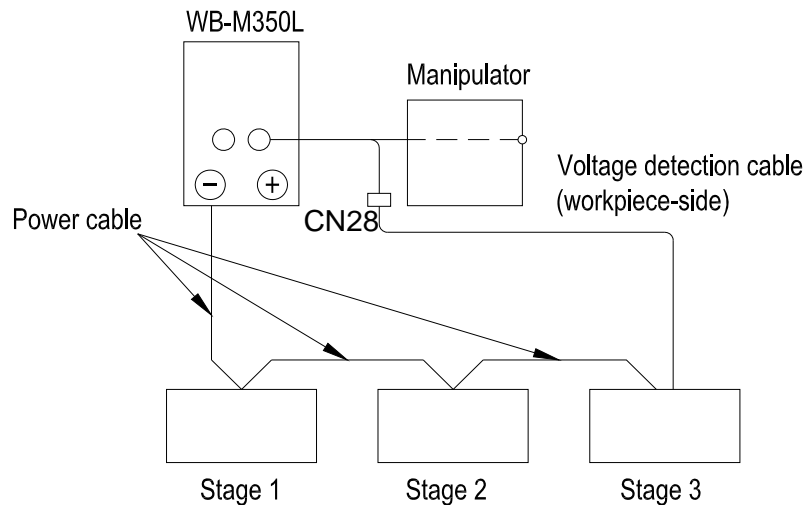 WB-M350L
Manipulator
Voltage detection cable
(workpiece-side)
CN28
Power cable
Stage 1
Stage 2
Stage 3